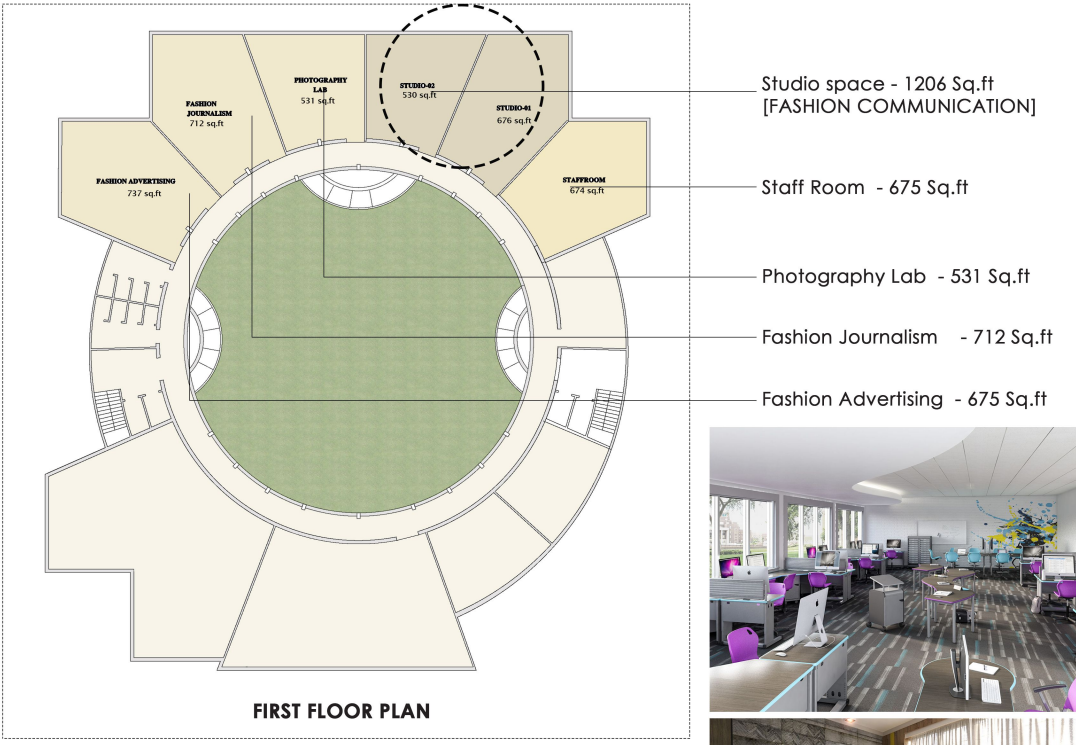 PHOTOGRAPHY
LAB
531 sq.ft
STUDIO-02
530 sq.ft
FASHION
JOURNALISM
712 sq.ft
STUDIO-01
676 sq.ft
FASHION ADVERTISING
737 sq.ft
STAFFROOM
674 sq.ft
FIRST FLOOR PLAN
Studio space - 1206 Sq.ft
[FASHION COMMUNICATION]
Staff Room - 675 Sq.ft
Photography Lab - 531 Sq.ft
Fashion Journalism - 712 Sq.ft
Fashion Advertising - 675 Sq.ft